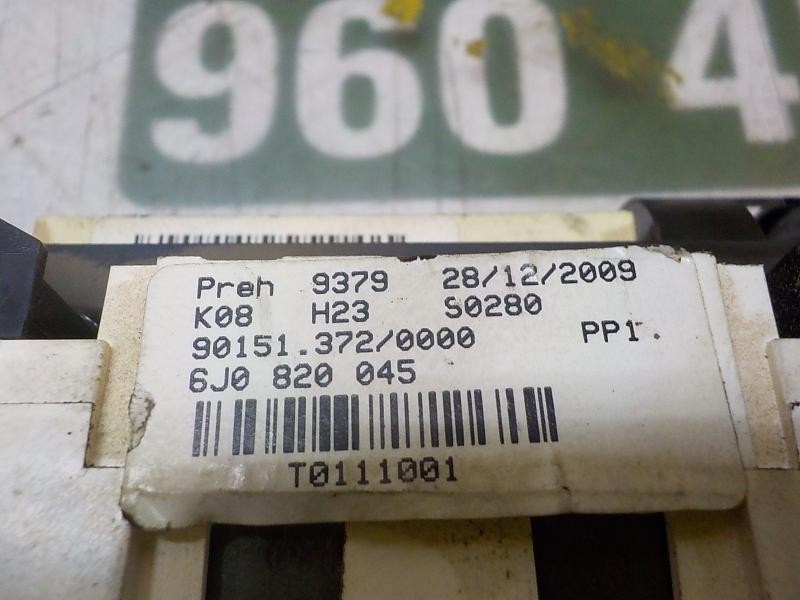 960 4
Preh 9379 28/12/2009
K08 H23 S0280
90151.372/0000 PP1.
6J0 820 045
T0111001